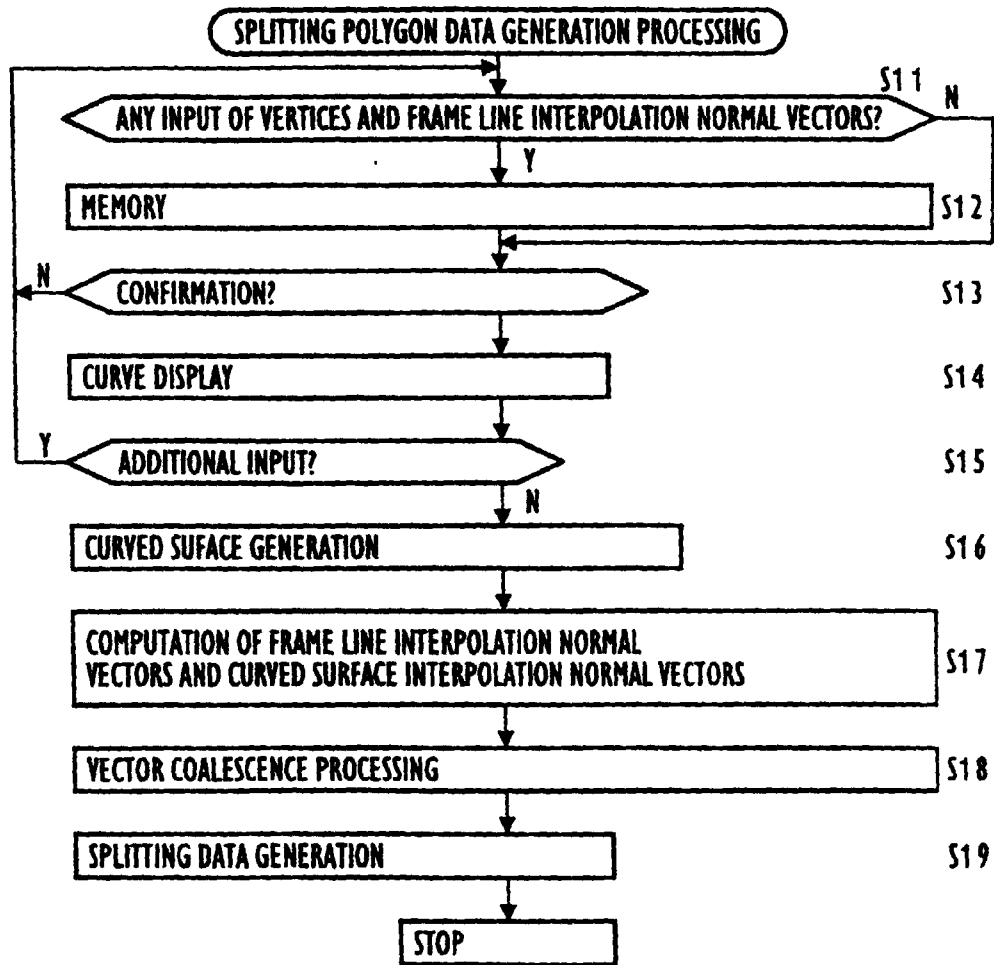 SPLITTING POLYGON DATA GENERATION PROCESSING
S11
N
ANY INPUT OF VERTICES AND FRAME LINE INTERPOLATION NORMAL VECTORS?
Y
MEMORY
S12
N
CONFIRMATION?
S13
CURVE DISPLAY
S14
Y
ADDITIONAL INPUT?
S15
N
CURVED SUFACE GENERATION
S16
COMPUTATION OF FRAME LINE INTERPOLATION NORMAL
VECTORS AND CURVED SURFACE INTERPOLATION NORMAL VECTORS
S17
VECTOR COALESCENCE PROCESSING
S18
SPLITTING DATA GENERATION
S19
STOP